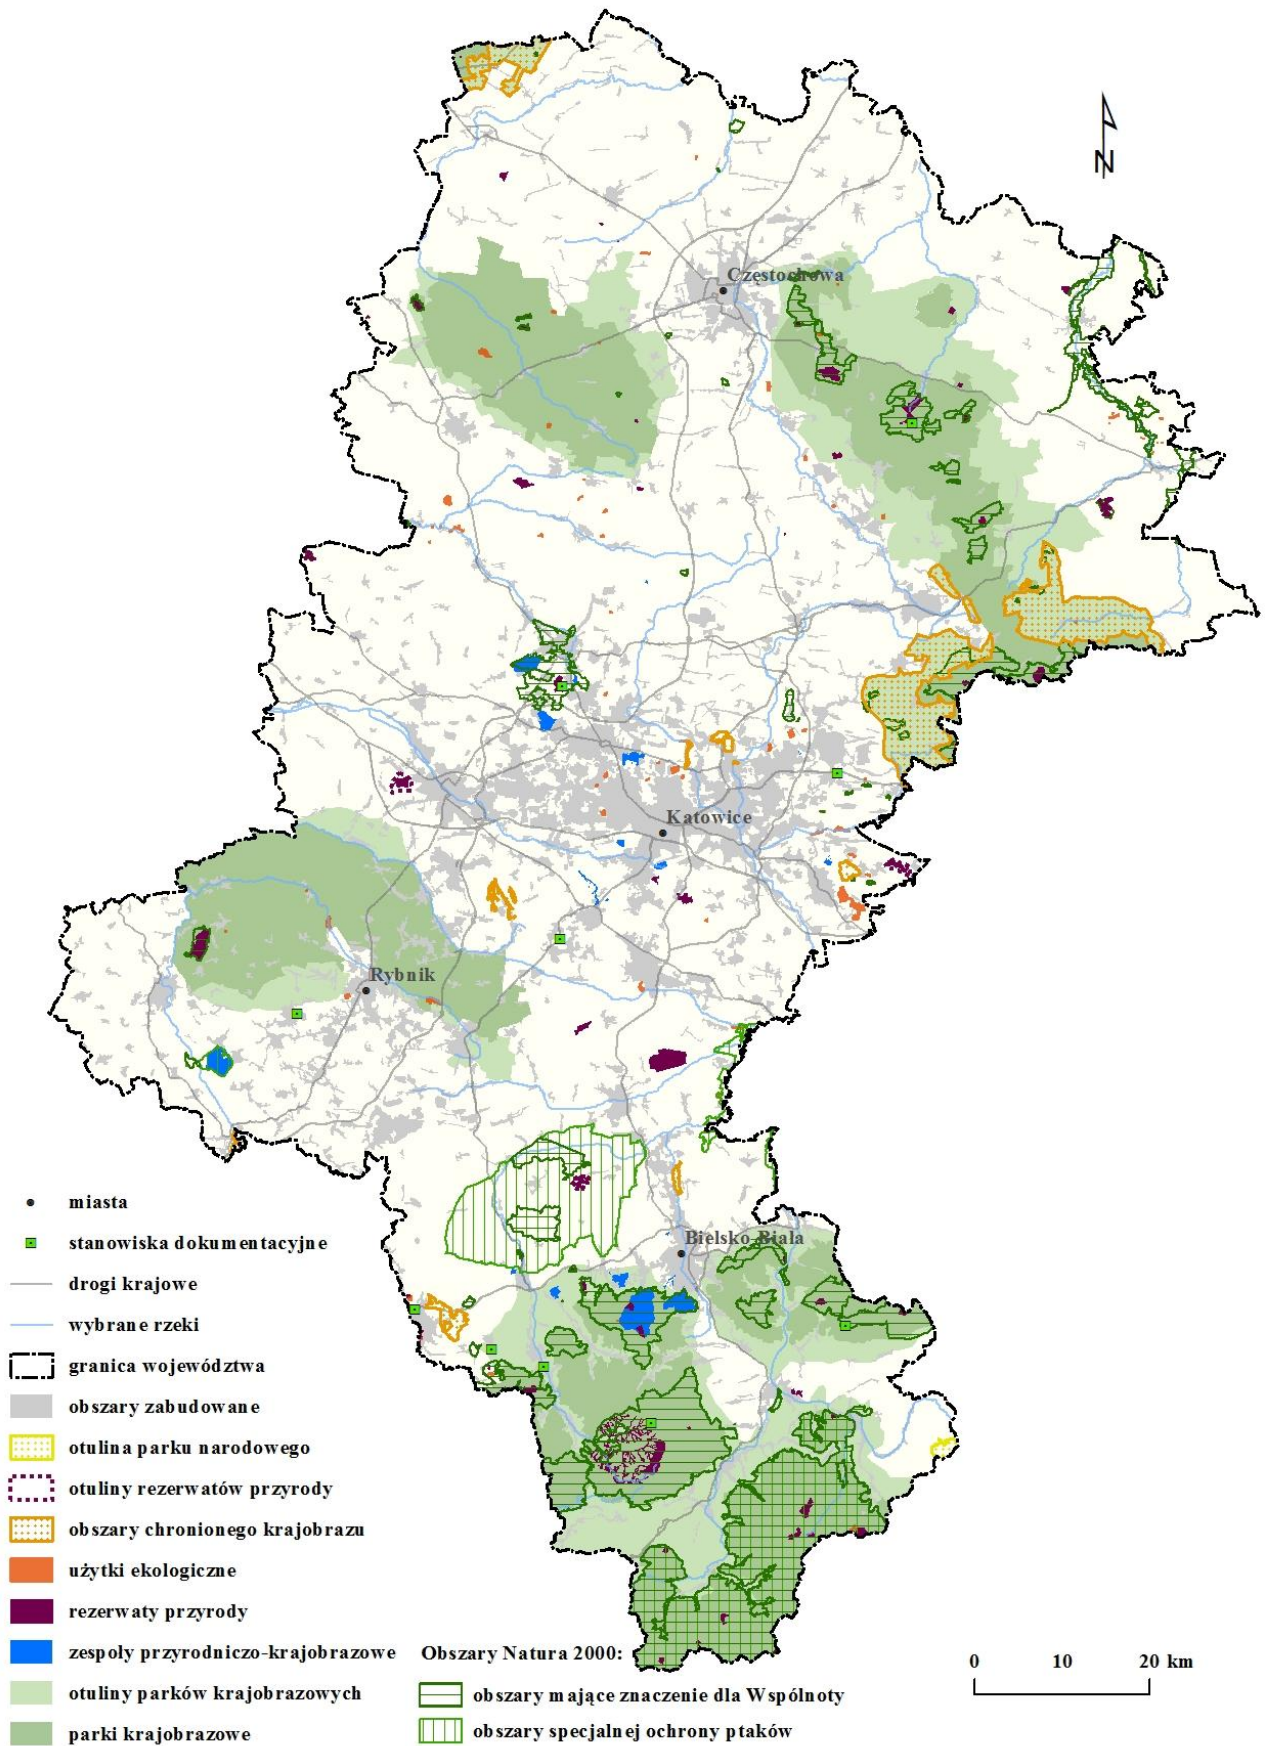 N
Częstochowa
Katowice
Rybnik
Bielsko-Biała
miasta
stanowiska dokumentacyjne
drogi krajowe
wybrane rzeki
granica województwa
obszary zabudowane
otulina parku narodowego
otuliny rezerwatów przyrody
obszary chronionego krajobrazu
użytki ekologiczne
rezerwaty przyrody
zespoły przyrodniczo-krajobrazowe
otuliny parków krajobrazowych
parki krajobrazowe
Obszary Natura 2000:
obszary mające znaczenie dla Wspólnoty
obszary specjalnej ochrony ptaków
0 10 20 km